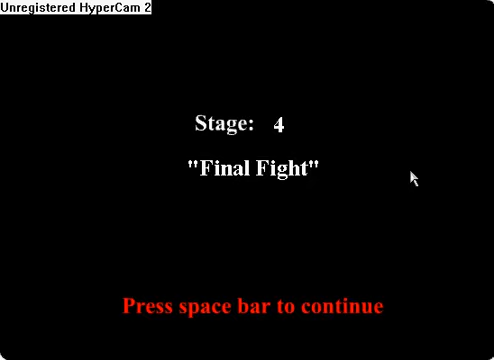 Unregistered HyperCam 2
Stage: 4
"Final Fight"
Press space bar to continue